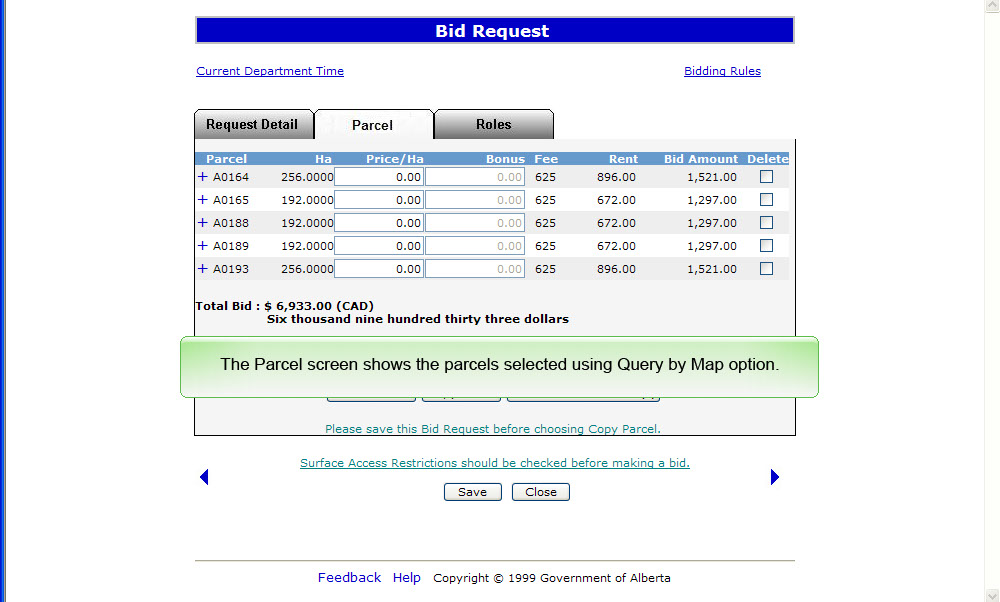 Bid Request
Current Department Time Bidding Rules
Request Detail Parcel Roles
Parcel Ha Price/Ha Bonus Fee Rent Bid Amount Delete
+ A0164 256.0000 0.00 0.00 625 896.00 1,521.00
+ A0165 192.0000 0.00 0.00 625 672.00 1,297.00
+ A0188 192.0000 0.00 0.00 625 672.00 1,297.00
+ A0189 192.0000 0.00 0.00 625 672.00 1,297.00
+ A0193 256.0000 0.00 0.00 625 896.00 1,521.00
Total Bid : $ 6,933.00 (CAD)
Six thousand nine hundred thirty three dollars
The Parcel screen shows the parcels selected using Query by Map option.
Please save this Bid Request before choosing Copy Parcel.
Surface Access Restrictions should be checked before making a bid.
Save Close
Feedback Help Copyright © 1999 Government of Alberta